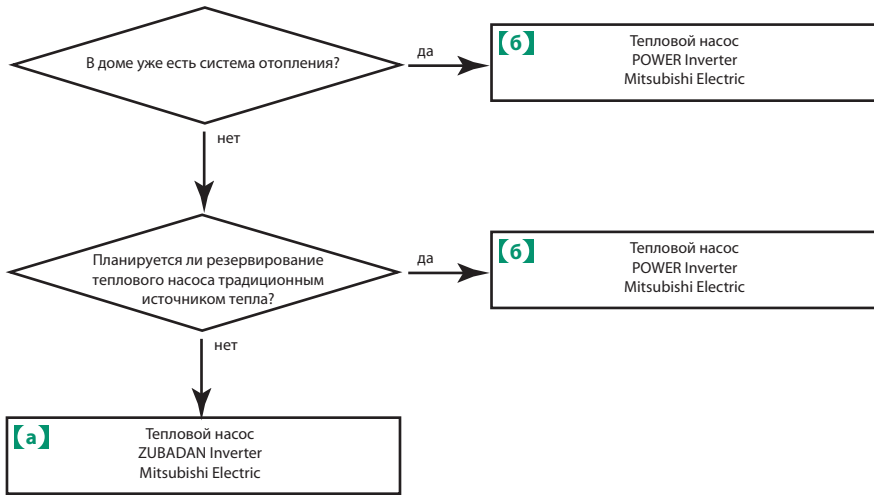 В доме уже есть система отопления?
да
【б】
Тепловой насос
POWER Inverter
Mitsubishi Electric
нет
Планируется ли резервирование
теплового насоса традиционным
источником тепла?
да
【б】
Тепловой насос
POWER Inverter
Mitsubishi Electric
нет
【а】
Тепловой насос
ZUBADAN Inverter
Mitsubishi Electric